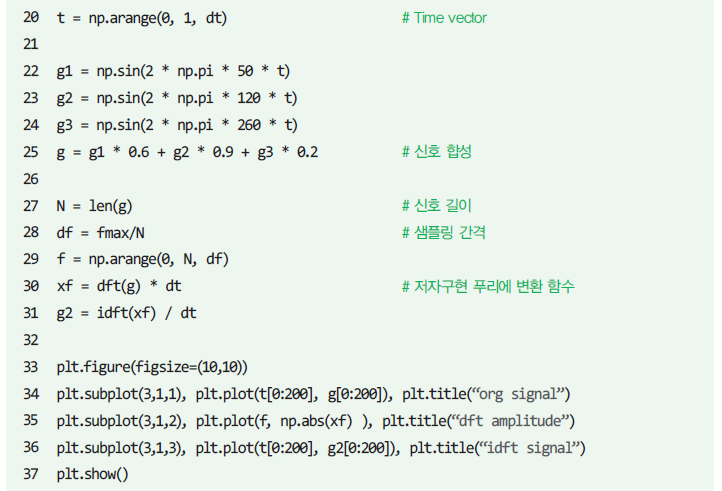 20 t = np.arange(0, 1, dt) # Time vector
21
22 g1 = np.sin(2 * np.pi * 50 * t)
23 g2 = np.sin(2 * np.pi * 120 * t)
24 g3 = np.sin(2 * np.pi * 260 * t)
25 g = g1 * 0.6 + g2 * 0.9 + g3 * 0.2 # 신호 합성
26
27 N = len(g) # 신호 길이
28 df = fmax/N # 샘플링 간격
29 f = np.arange(0, N, df)
30 xf = dft(g) * dt # 저자구현 푸리에 변환 함수
31 g2 = idft(xf) / dt
32
33 plt.figure(figsize=(10,10))
34 plt.subplot(3,1,1), plt.plot(t[0:200], g[0:200]), plt.title(“org signal”)
35 plt.subplot(3,1,2), plt.plot(f, np.abs(xf) ), plt.title(“dft amplitude”)
36 plt.subplot(3,1,3), plt.plot(t[0:200], g2[0:200]), plt.title(“idft signal”)
37 plt.show()